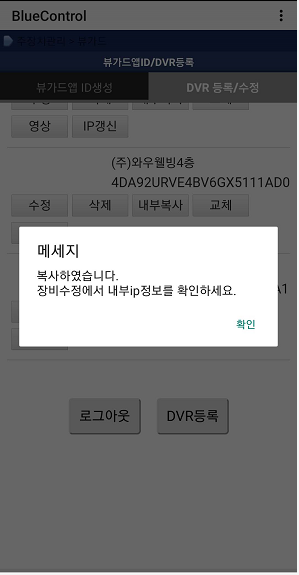 BlueControl
뷰가드앱ID/DVR등록
뷰가드앱 ID생성
DVR 등록/수정
영상
IP갱신
(주)와우웰빙4층
4DA92URVE4BV6GX5111AD0
수정
삭제
내부복사
교체
메세지
복사하였습니다.
장비수정에서 내부ip정보를 확인하세요.
확인
로그아웃
DVR등록